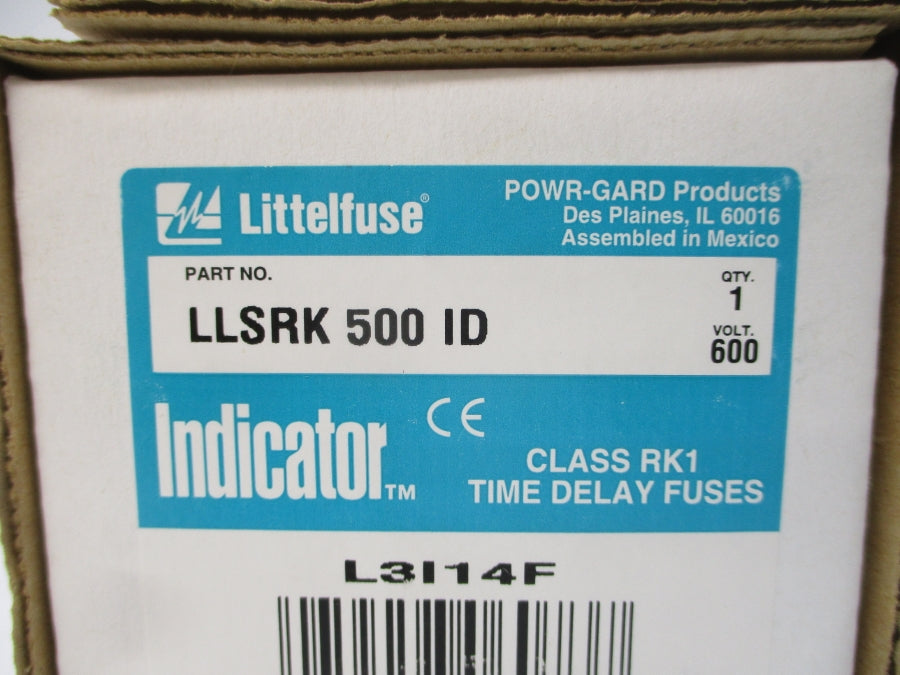 Littelfuse®
POWR-GARD Products
Des Plaines, IL 60016
Assembled in Mexico
PART NO.
LLSRK 500 ID
QTY.
1
VOLT.
600
Indicator™
CE
CLASS RK1
TIME DELAY FUSES
L3I14F